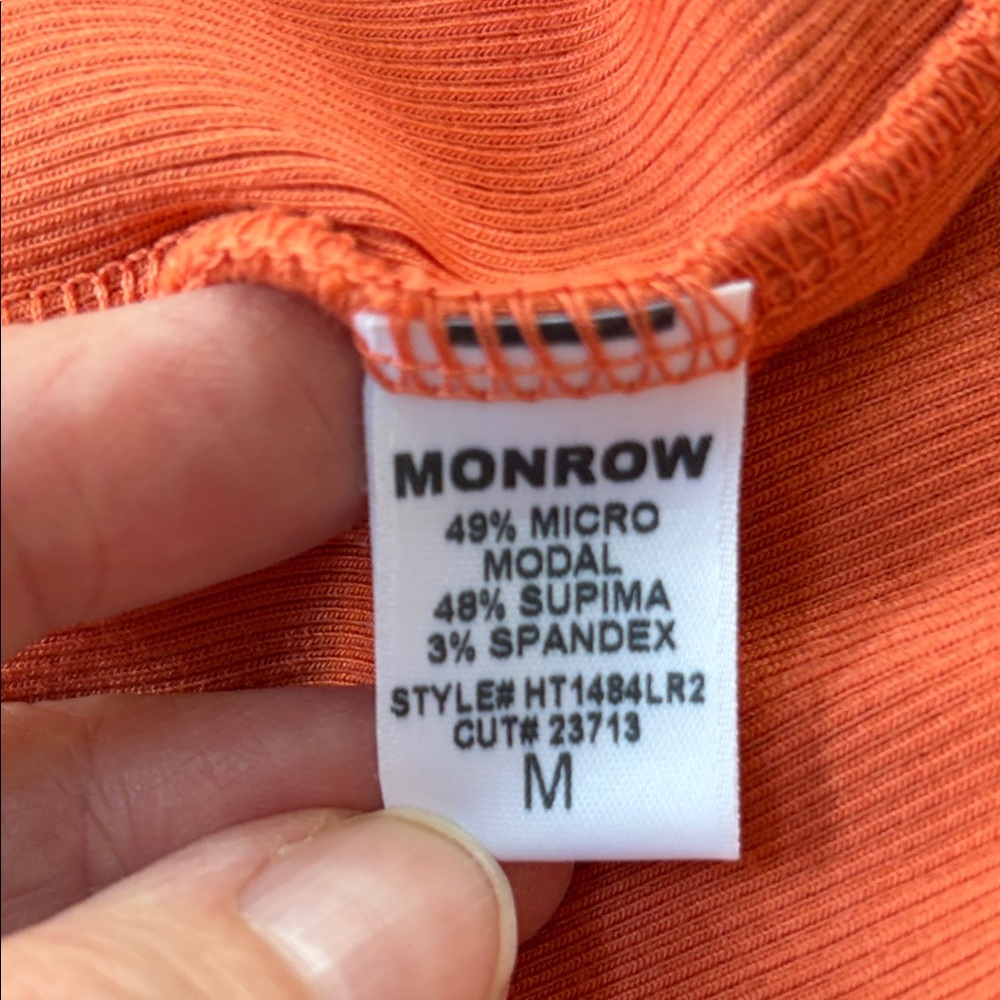 MONROW
49% MICRO
MODAL
48% SUPIMA
3% SPANDEX
STYLE# HT1484LR2
CUT# 23713
M